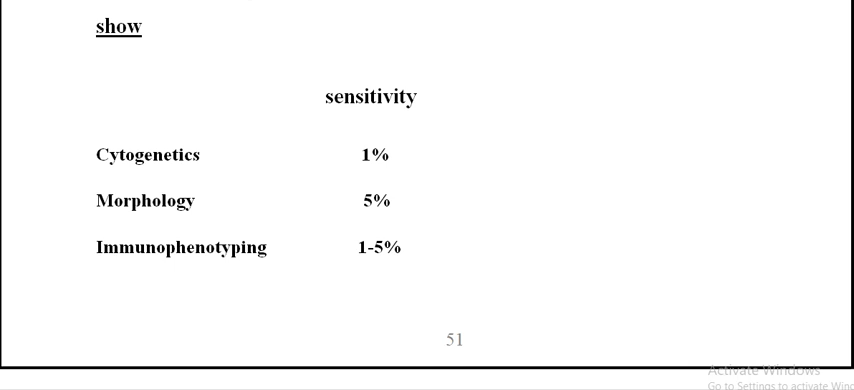 show
sensitivity
Cytogenetics 1%
Morphology 5%
Immunophenotyping 1-5%
51
Activate Windows
Go to Settings to activate Wind